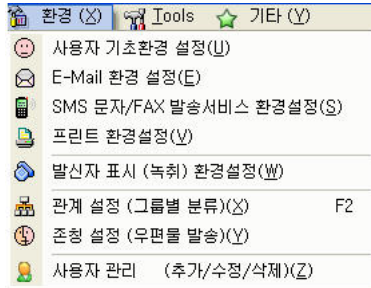 환경 (X) Tools 기타 (Y)
사용자 기초환경 설정(U)
E-Mail 환경 설정(E)
SMS 문자/FAX 발송서비스 환경설정(S)
프린트 환경설정(V)
발신자 표시 (녹취) 환경설정(W)
관계 설정 (그룹별 분류)(X) F2
존칭 설정 (우편물 발송)(Y)
사용자 관리 (추가/수정/삭제)(Z)